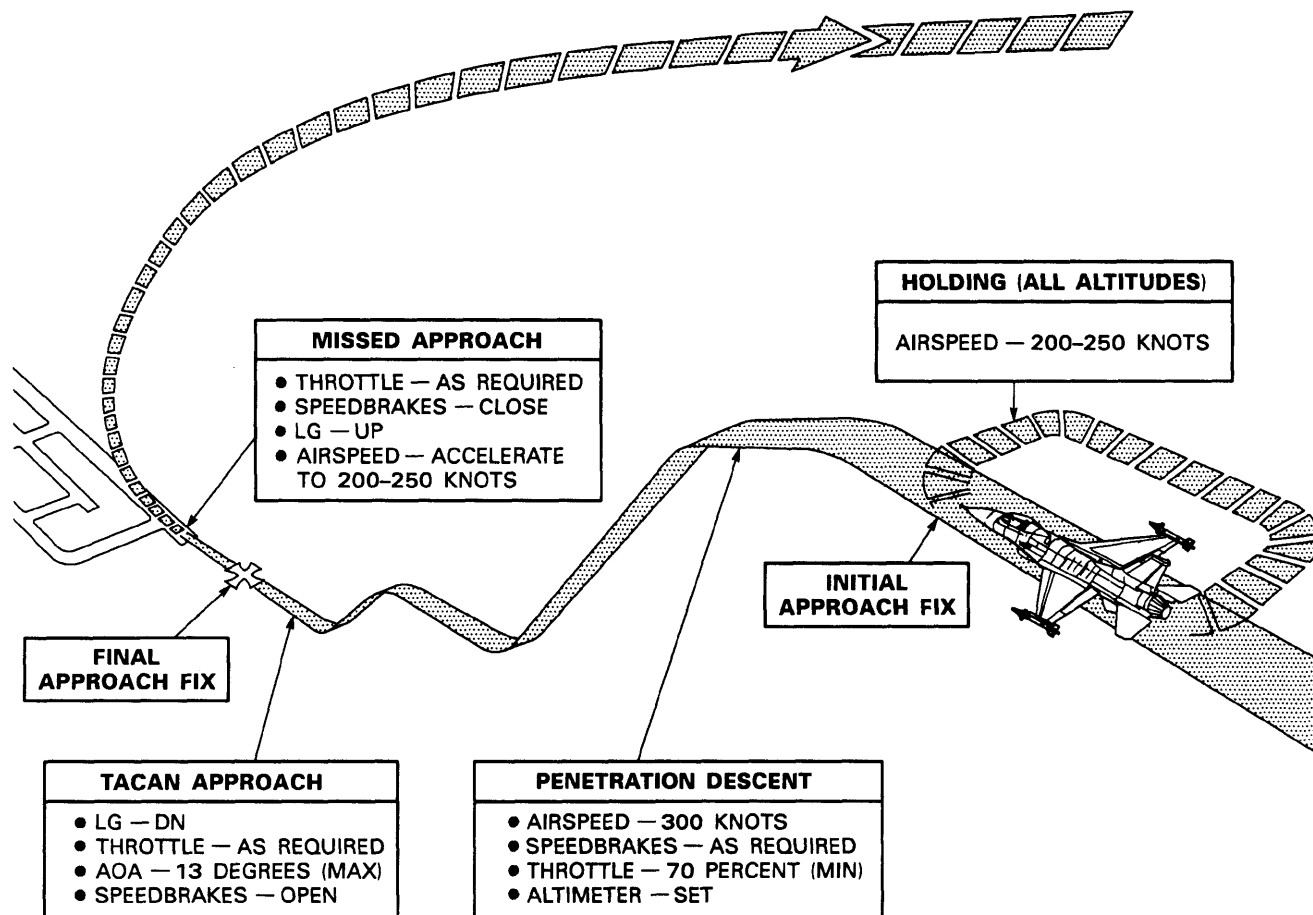 HOLDING (ALL ALTITUDES)
AIRSPEED — 200–250 KNOTS
MISSED APPROACH
● THROTTLE — AS REQUIRED
● SPEEDBRAKES — CLOSE
● LG — UP
● AIRSPEED — ACCELERATE
TO 200–250 KNOTS
INITIAL
APPROACH FIX
FINAL
APPROACH FIX
TACAN APPROACH
● LG — DN
● THROTTLE — AS REQUIRED
● AOA — 13 DEGREES (MAX)
● SPEEDBRAKES — OPEN
PENETRATION DESCENT
● AIRSPEED — 300 KNOTS
● SPEEDBRAKES — AS REQUIRED
● THROTTLE — 70 PERCENT (MIN)
● ALTIMETER — SET